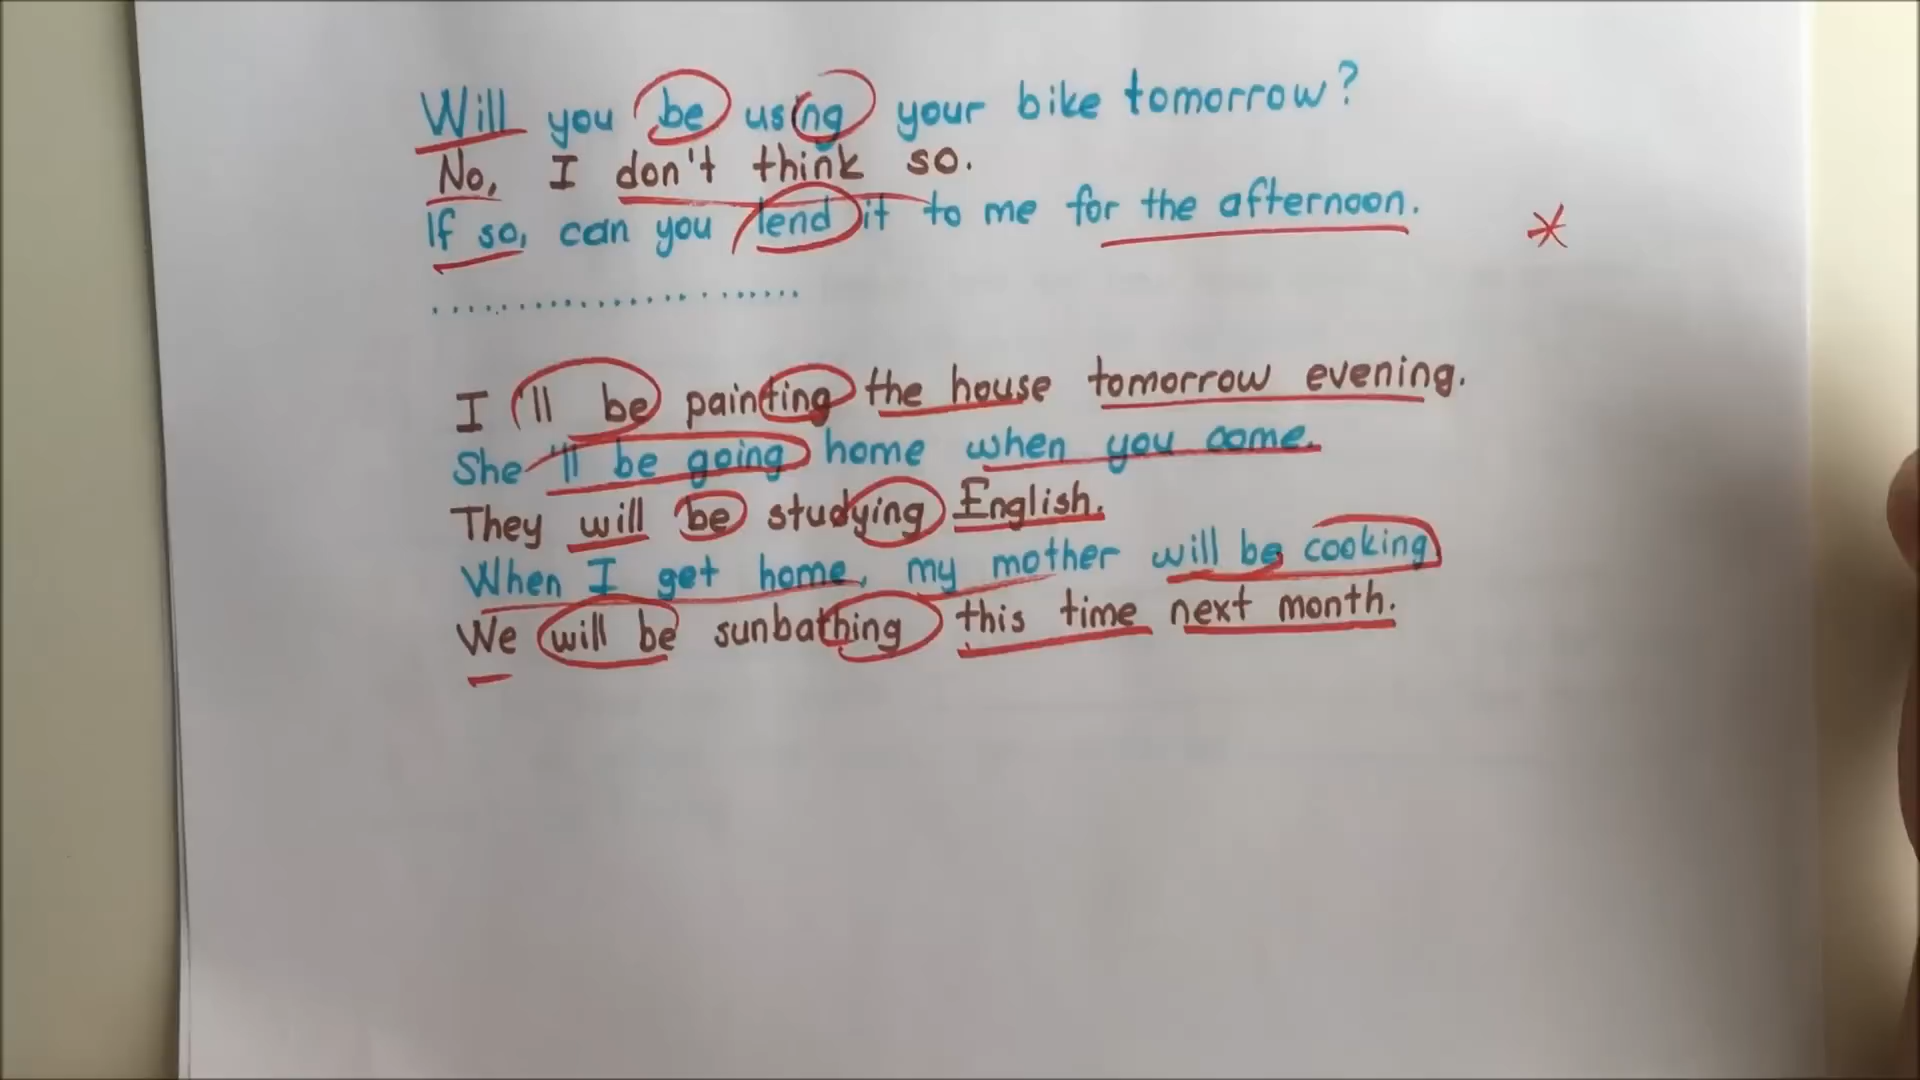 Will you be using your bike tomorrow?
No, I don't think so.
If so, can you lend it to me for the afternoon.
........................
I 'll be painting the house tomorrow evening.
She 'll be going home when you come.
They will be studying English.
When I get home, my mother will be cooking
We will be sunbathing this time next month.